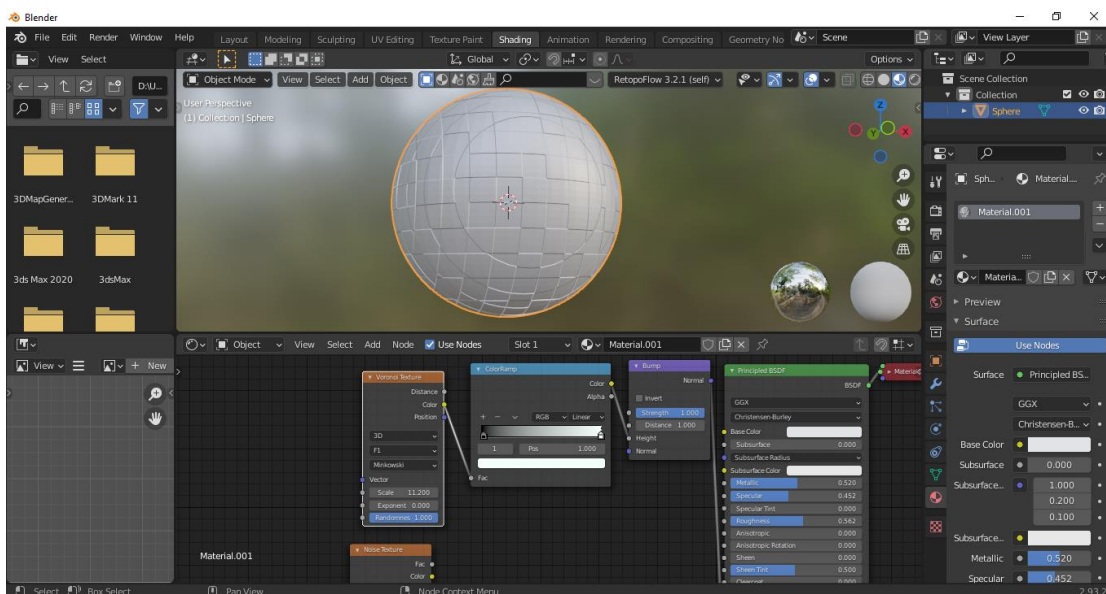 Blender
File Edit Render Window Help Layout Modeling Sculpting UV Editing Texture Paint Shading Animation Rendering Compositing Geometry No Scene View Layer
View Select Global Options
Object Mode View Select Add Object RetopoFlow 3.2.1 (self)
D:\U...
User Perspective
(1) Collection | Sphere
Z
Y
X
3DMapGener... 3DMark 11
3ds Max 2020 3dsMax
Scene Collection
Collection
Sphere
Sph... Material....
Material.001
Materia...
Preview
Surface
Use Nodes
Surface Principled BS...
GGX
Christensen-B...
Base Color
Subsurface 0.000
Subsurface... 1.000
0.200
0.100
Subsurface...
Metallic 0.520
Specular 0.452
View New
Object View Select Add Node Use Nodes Slot 1 Material.001
Voronoi Texture
Distance
Color
Position
3D
F1
Minkowski
Vector
Scale 11.200
Exponent 0.000
Randomnes 1.000
Noise Texture
Fac
Color
ColorRamp
Color
Alpha
RGB Linear
1 Pos 1.000
Fac
Bump
Normal
Invert
Strength 1.000
Distance 1.000
Height
Normal
Principled BSDF
BSDF
GGX
Christensen-Burley
Base Color
Subsurface 0.000
Subsurface Radius
Subsurface Color
Metallic 0.520
Specular 0.452
Specular Tint 0.000
Roughness 0.562
Anisotropic 0.000
Anisotropic Rotation 0.000
Sheen 0.000
Sheen Tint 0.500
Clearcoat 0.000
Material.001
Select Box Select Pan View Node Context Menu 2.93.2